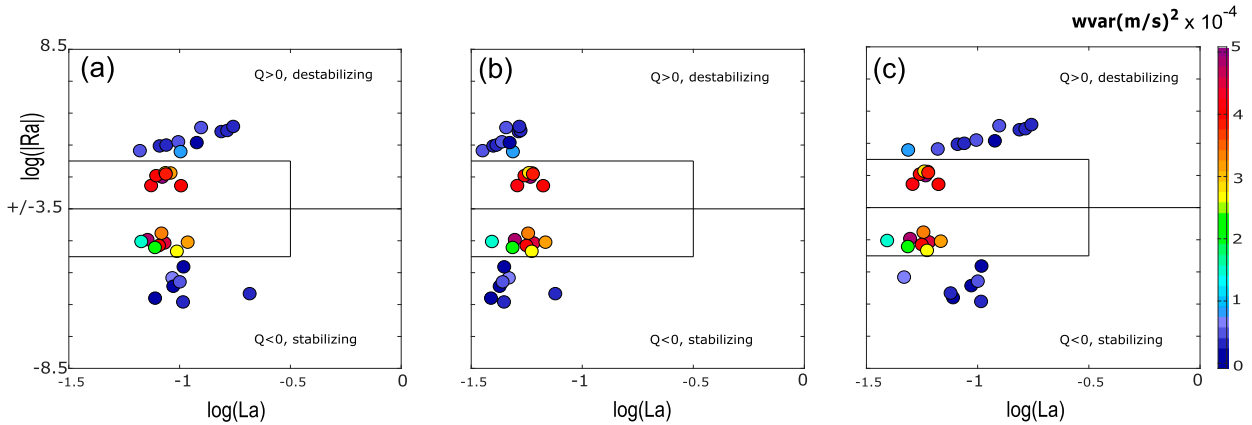 wvar(m/s)² x 10⁻⁴
(a)
Q>0, destabilizing
Q<0, stabilizing
8.5
+/-3.5
-8.5
log(|Ra|)
-1.5 -1 -0.5 0
log(La)
(b)
Q>0, destabilizing
Q<0, stabilizing
-1.5 -1 -0.5 0
log(La)
(c)
Q>0, destabilizing
Q<0, stabilizing
-1.5 -1 -0.5 0
log(La)
5
4
3
2
1
0